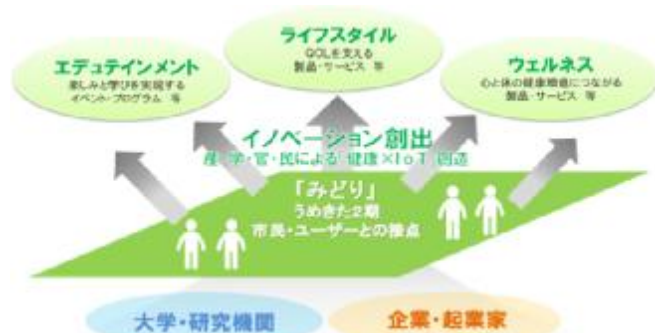 ライフスタイル
QOLを支える
製品・サービス 等
エデュテインメント
楽しみと学びを実現する
イベント・プログラム 等
ウェルネス
心と体の健康増進につながる
製品・サービス 等
イノベーション創出
産・学・官・民による「健康×IoT」創造
「みどり」
うめきた2期
市民・ユーザーとの接点
大学・研究機関
企業・起業家